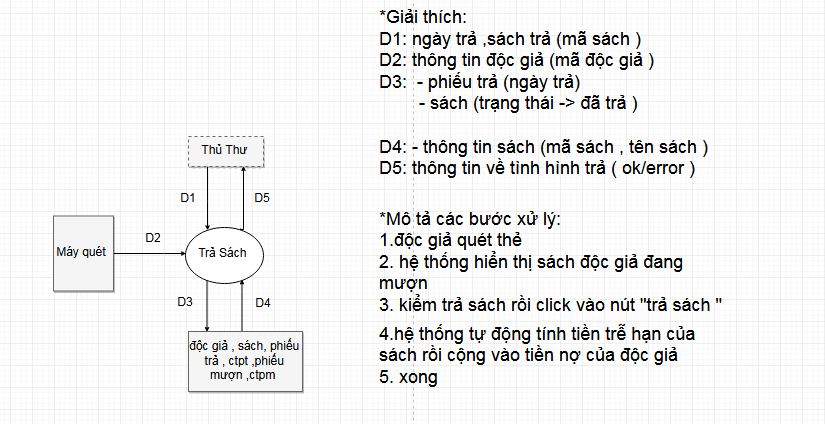 *Giải thích:
D1: ngày trả ,sách trả (mã sách )
D2: thông tin độc giả (mã độc giả )
D3:  - phiếu trả (ngày trả)
- sách (trạng thái -> đã trả )
D4: - thông tin sách (mã sách , tên sách )
D5: thông tin về tình hình trả ( ok/error )
*Mô tả các bước xử lý:
1.độc giả quét thẻ
2. hệ thống hiển thị sách độc giả đang
mượn
3. kiểm trả sách rồi click vào nút "trả sách "
4.hệ thống tự động tính tiền trễ hạn của
sách rồi cộng vào tiền nợ của độc giả
5. xong
Thủ Thư
D1
D5
Máy quét
D2
Trả Sách
D3
D4
độc giả , sách, phiếu
trả , ctpt ,phiếu
mượn ,ctpm